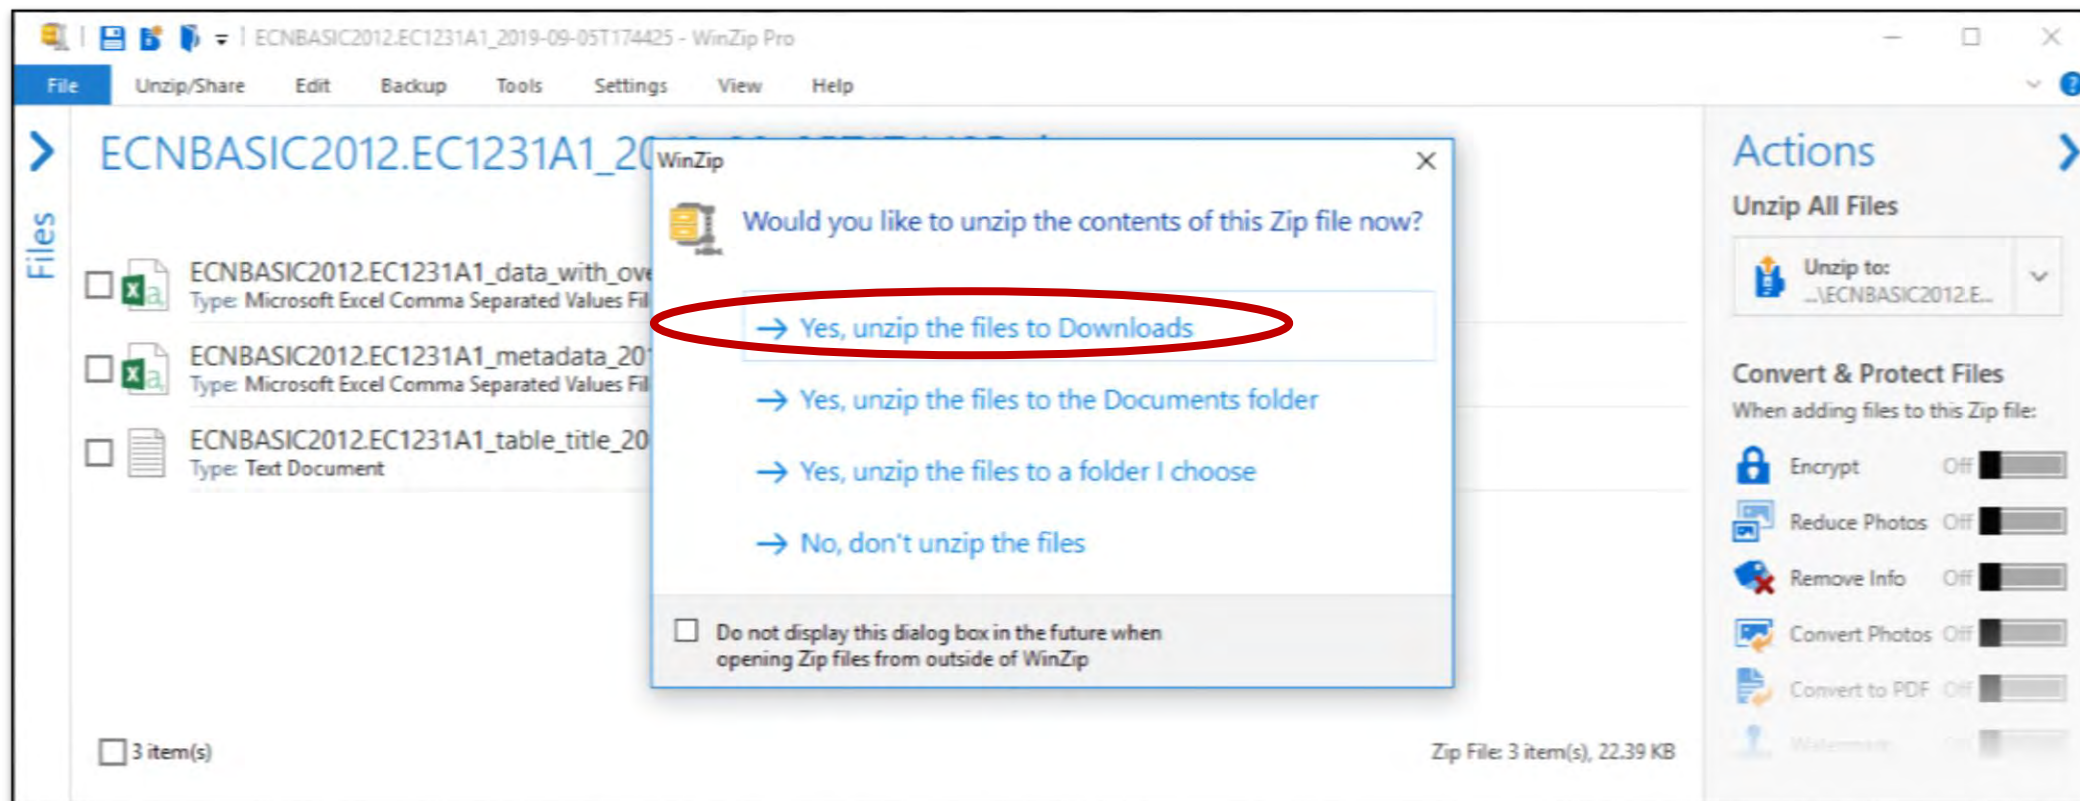 ECNBASIC2012.EC1231A1_2019-09-05T174425 - WinZip Pro
File Unzip/Share Edit Backup Tools Settings View Help
Files
ECNBASIC2012.EC1231A1_20
ECNBASIC2012.EC1231A1_data_with_ove
Type: Microsoft Excel Comma Separated Values Fil
ECNBASIC2012.EC1231A1_metadata_201
Type: Microsoft Excel Comma Separated Values Fil
ECNBASIC2012.EC1231A1_table_title_20
Type: Text Document
3 item(s)
Zip File: 3 item(s), 22.39 KB
WinZip
Would you like to unzip the contents of this Zip file now?
Yes, unzip the files to Downloads
Yes, unzip the files to the Documents folder
Yes, unzip the files to a folder I choose
No, don't unzip the files
Do not display this dialog box in the future when
opening Zip files from outside of WinZip
Actions
Unzip All Files
Unzip to:
...\ECNBASIC2012.E...
Convert & Protect Files
When adding files to this Zip file:
Encrypt Off
Reduce Photos Off
Remove Info Off
Convert Photos Off
Convert to PDF Off
Watermark Off